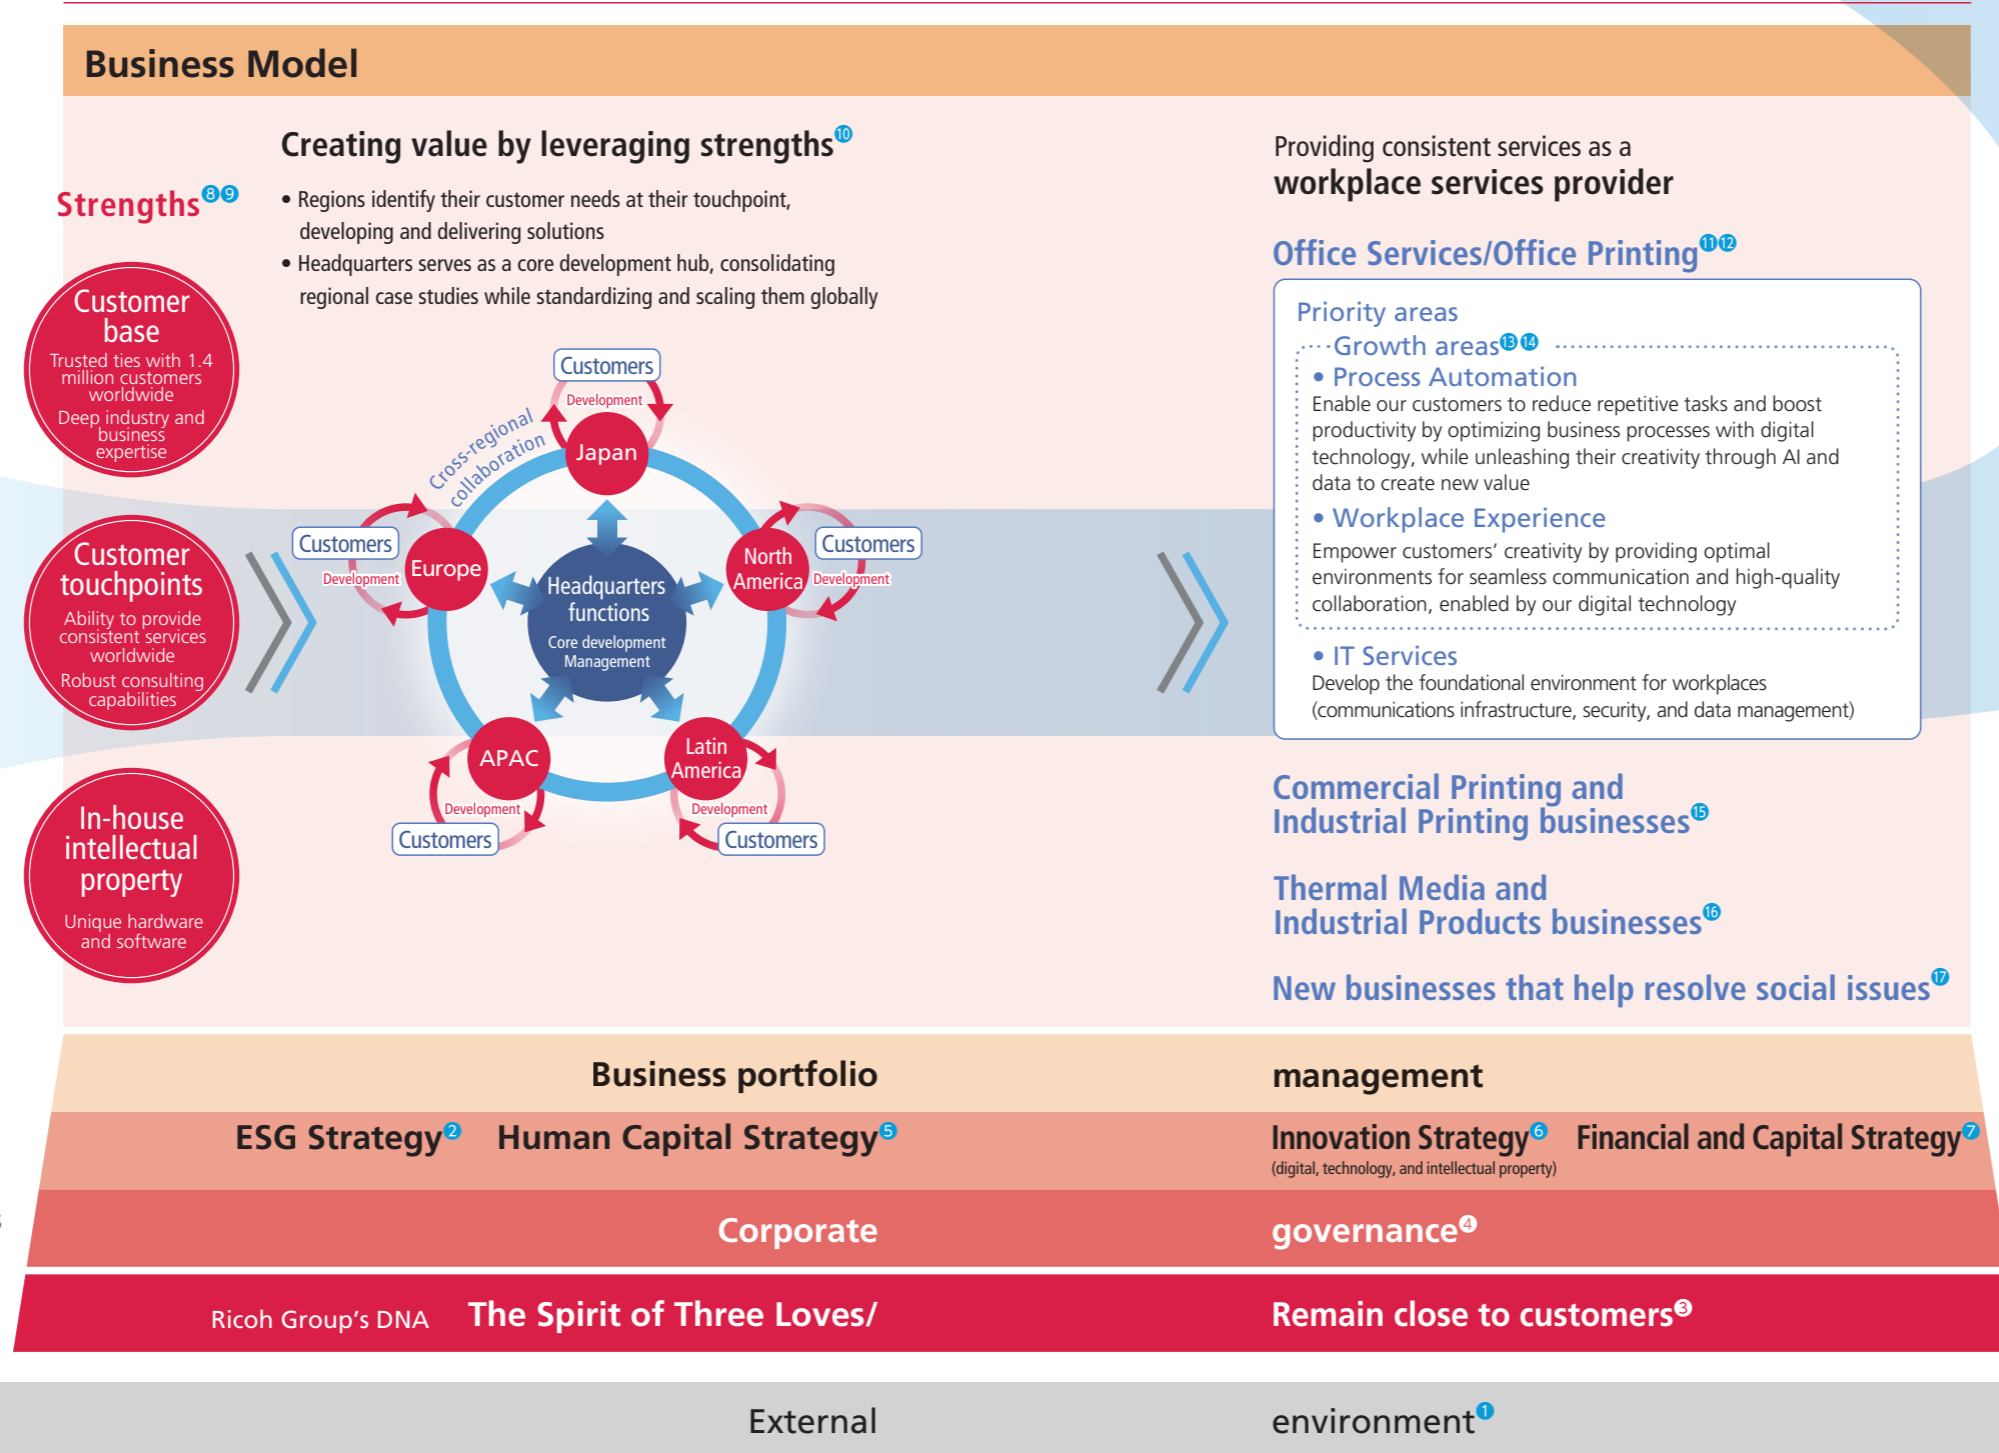 Business Model
Strengths⑧⑨
Customer
base
Trusted ties with 1.4
million customers
worldwide
Deep industry and
business
expertise
Customer
touchpoints
Ability to provide
consistent services
worldwide
Robust consulting
capabilities
In-house
intellectual
property
Unique hardware
and software
Creating value by leveraging strengths⑩
• Regions identify their customer needs at their touchpoint,
developing and delivering solutions
• Headquarters serves as a core development hub, consolidating
regional case studies while standardizing and scaling them globally
Customers
Development
Japan
Cross-regional
collaboration
Customers
Development
Europe
Headquarters
functions
Core development
Management
North
America
Customers
Development
APAC
Development
Customers
Latin
America
Development
Customers
Providing consistent services as a
workplace services provider
Office Services/Office Printing⑪⑫
Priority areas
Growth areas⑬⑭
• Process Automation
Enable our customers to reduce repetitive tasks and boost
productivity by optimizing business processes with digital
technology, while unleashing their creativity through AI and
data to create new value
• Workplace Experience
Empower customers’ creativity by providing optimal
environments for seamless communication and high-quality
collaboration, enabled by our digital technology
• IT Services
Develop the foundational environment for workplaces
(communications infrastructure, security, and data management)
Commercial Printing and
Industrial Printing businesses⑮
Thermal Media and
Industrial Products businesses⑯
New businesses that help resolve social issues⑰
Business portfolio management
ESG Strategy② Human Capital Strategy⑤ Innovation Strategy⑥ Financial and Capital Strategy⑦
(digital, technology, and intellectual property)
Corporate governance④
Ricoh Group’s DNA The Spirit of Three Loves/ Remain close to customers③
External environment①